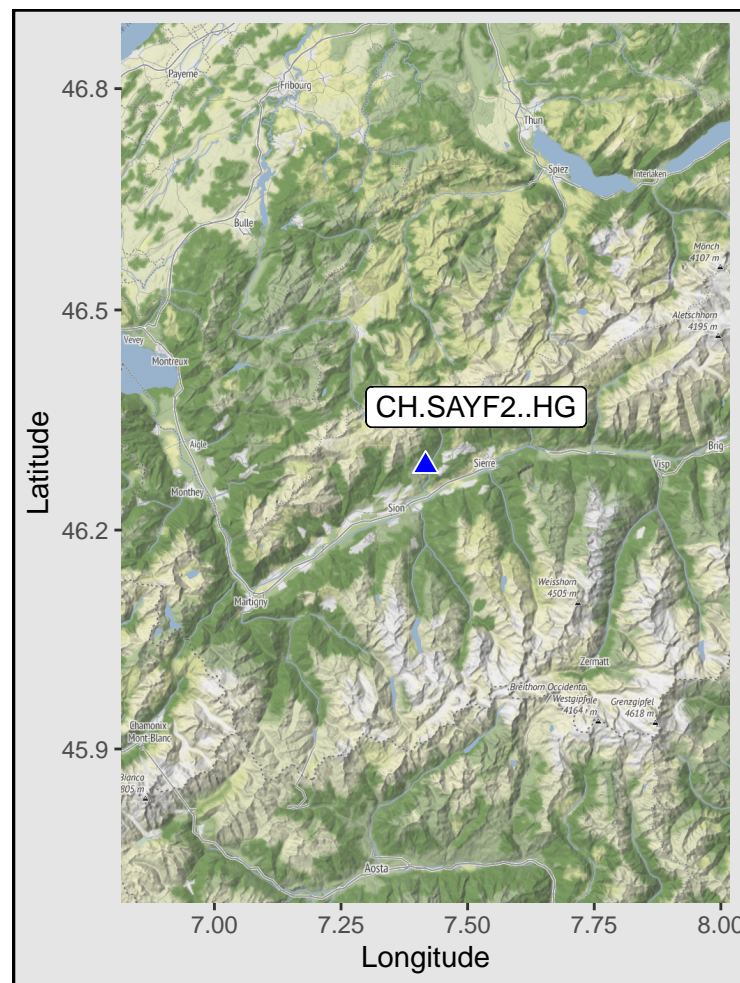 Payerne
Fribourg
46.8
Thun
Spiez
Interlaken
Bulle
Mönch
4107 m
46.5
Aletschhorn
4195 m
Vevey
Montreux
CH.SAYF2..HG
Aigle
Brig
Sierre
Visp
Monthey
Latitude
Sion
46.2
Weisshorn
4505 m
Martigny
Zermatt
Breithorn Occidental
/ Westgipfel
4164 m
Grenzgipfel
4618 m
Chamonix
Mont-Blanc
45.9
Bianca
805 m
Aosta
7.00
7.25
7.50
7.75
8.00
Longitude